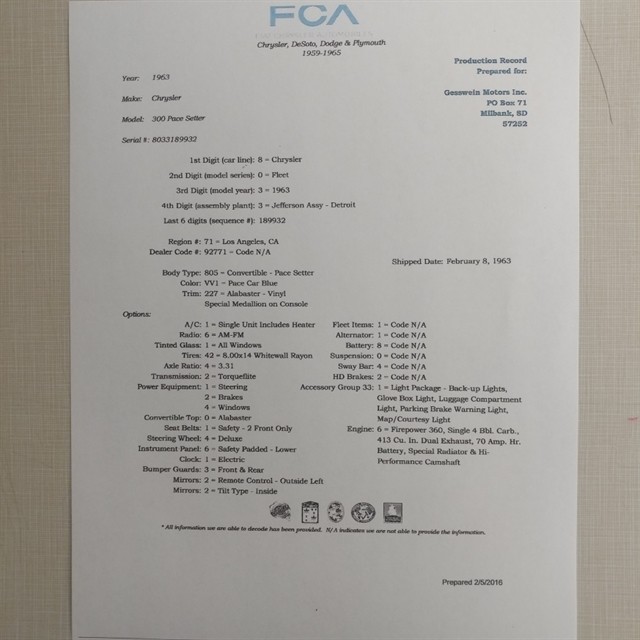 FCA
Chrysler, DeSoto, Dodge & Plymouth
1959-1965
Production Record
Prepared for:
Year: 1963
Make: Chrysler
Model: 300 Pace Setter
Serial #: 8033189932
Gesswein Motors Inc.
PO Box 71
Milbank, SD
57252
1st Digit (car line): 8 = Chrysler
2nd Digit (model series): 0 = Fleet
3rd Digit (model year): 3 = 1963
4th Digit (assembly plant): 3 = Jefferson Assy - Detroit
Last 6 digits (sequence #): 189932
Region #: 71 = Los Angeles, CA
Dealer Code #: 92771 = Code N/A
Shipped Date: February 8, 1963
Body Type: 805 = Convertible - Pace Setter
Color: VV1 = Pace Car Blue
Trim: 227 = Alabaster - Vinyl
Special Medallion on Console
Options:
A/C: 1 = Single Unit Includes Heater
Radio: 6 = AM-FM
Tinted Glass: 1 = All Windows
Tires: 42 = 8.00x14 Whitewall Rayon
Axle Ratio: 4 = 3.31
Transmission: 2 = Torqueflite
Power Equipment: 1 = Steering
2 = Brakes
4 = Windows
Convertible Top: 0 = Alabaster
Seat Belts: 1 = Safety - 2 Front Only
Steering Wheel: 4 = Deluxe
Instrument Panel: 6 = Safety Padded - Lower
Clock: 1 = Electric
Bumper Guards: 3 = Front & Rear
Mirrors: 2 = Remote Control - Outside Left
Mirrors: 2 = Tilt Type - Inside
Fleet Items: 1 = Code N/A
Alternator: 1 = Code N/A
Battery: 8 = Code N/A
Suspension: 0 = Code N/A
Sway Bar: 4 = Code N/A
HD Brakes: 2 = Code N/A
Accessory Group 33: 1 = Light Package - Back-up Lights,
Glove Box Light, Luggage Compartment
Light, Parking Brake Warning Light,
Map/Courtesy Light
Engine: 6 = Firepower 360, Single 4 Bbl. Carb.,
413 Cu. In. Dual Exhaust, 70 Amp. Hr.
Battery, Special Radiator & Hi-
Performance Camshaft
* All information we are able to decode has been provided. N/A indicates we are not able to provide the information.
Prepared 2/5/2016